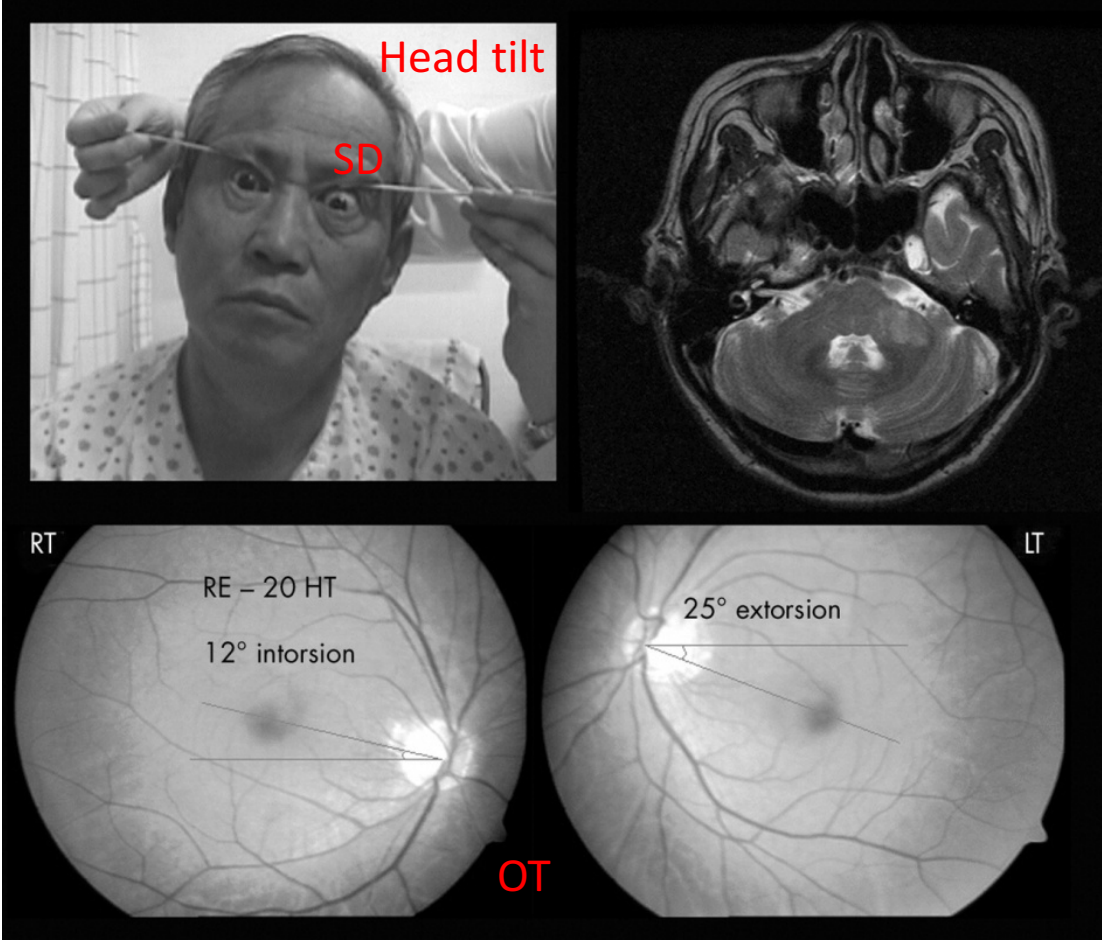 Head tilt
SD
RT
RE – 20 HT
12° intorsion
LT
25° extorsion
OT